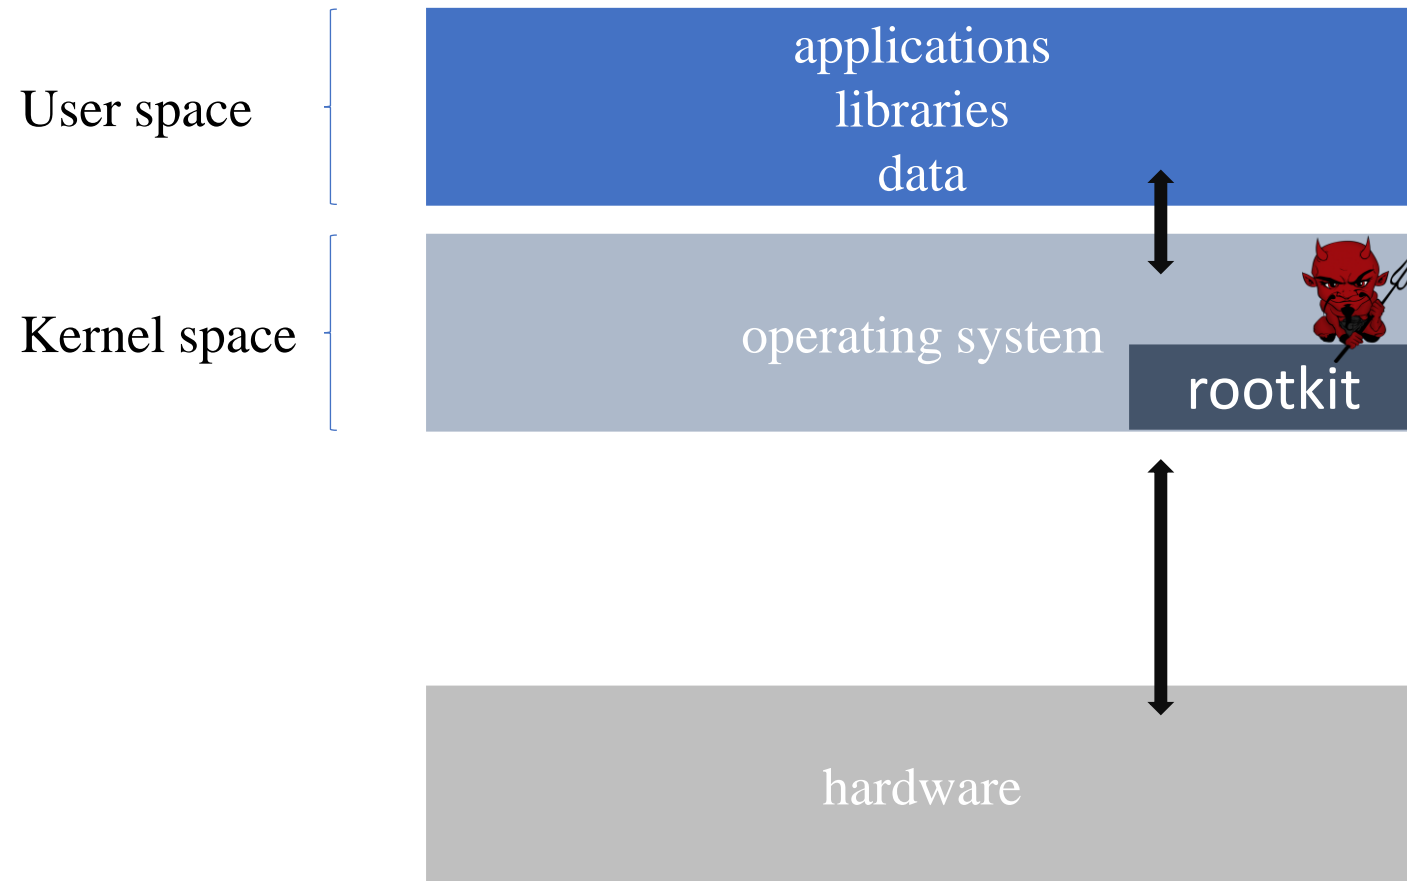 User space
applications
libraries
data
Kernel space
operating system
rootkit
hardware